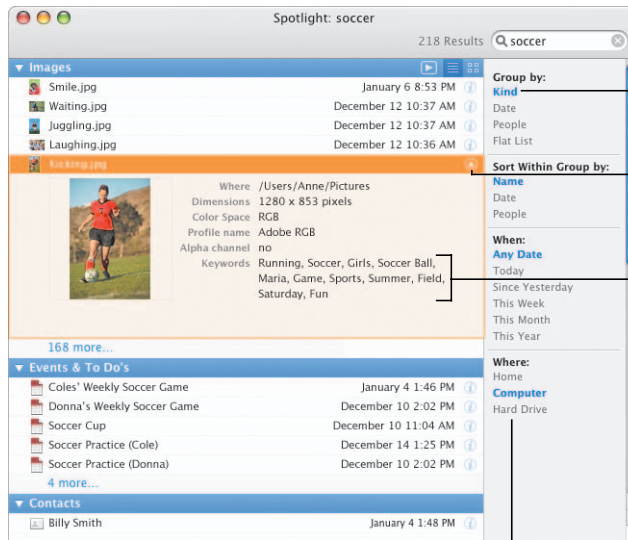 Spotlight: soccer
218 Results soccer
Images
Smile.jpg January 6 8:53 PM
Waiting.jpg December 12 10:37 AM
Juggling.jpg December 12 10:37 AM
Laughing.jpg December 12 10:36 AM
Kicking.jpg
Where /Users/Anne/Pictures
Dimensions 1280 x 853 pixels
Color Space RGB
Profile name Adobe RGB
Alpha channel no
Keywords Running, Soccer, Girls, Soccer Ball,
Maria, Game, Sports, Summer, Field,
Saturday, Fun
168 more...
Events & To Do's
Coles' Weekly Soccer Game January 4 1:46 PM
Donna's Weekly Soccer Game December 10 2:02 PM
Soccer Cup December 10 11:04 AM
Soccer Practice (Cole) December 14 1:25 PM
Soccer Practice (Donna) December 10 2:02 PM
4 more...
Contacts
Billy Smith January 4 1:48 PM
Group by:
Kind
Date
People
Flat List
Sort Within Group by:
Name
Date
People
When:
Any Date
Today
Since Yesterday
This Week
This Month
This Year
Where:
Home
Computer
Hard Drive